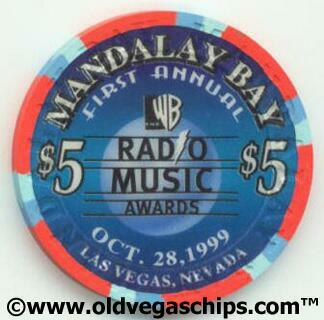 MANDALAY BAY
FIRST ANNUAL
THE WB
$5 $5
RADIO
MUSIC
AWARDS
OCT. 28, 1999
LAS VEGAS, NEVADA
©www.oldvegaschips.com™